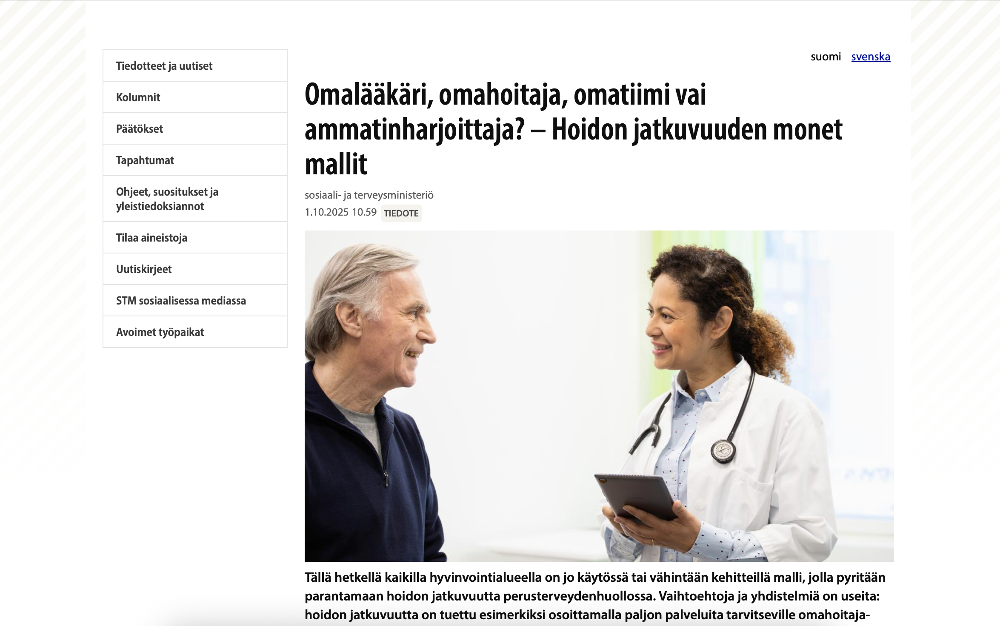 Tiedotteet ja uutiset
Kolumnit
Päätökset
Tapahtumat
Ohjeet, suositukset ja
yleistiedoksiannot
Tilaa aineistoja
Uutiskirjeet
STM sosiaalisessa mediassa
Avoimet työpaikat
suomi svenska
Omalääkäri, omahoitaja, omatiimi vai
ammatinharjoittaja? – Hoidon jatkuvuuden monet
mallit
sosiaali- ja terveysministeriö
1.10.2025 10.59 TIEDOTE
Tällä hetkellä kaikilla hyvinvointialueella on jo käytössä tai vähintään kehitteillä malli, jolla pyritään
parantamaan hoidon jatkuvuutta perusterveydenhuollossa. Vaihtoehtoja ja yhdistelmiä on useita:
hoidon jatkuvuutta on tuettu esimerkiksi osoittamalla paljon palveluita tarvitseville omahoitaja-